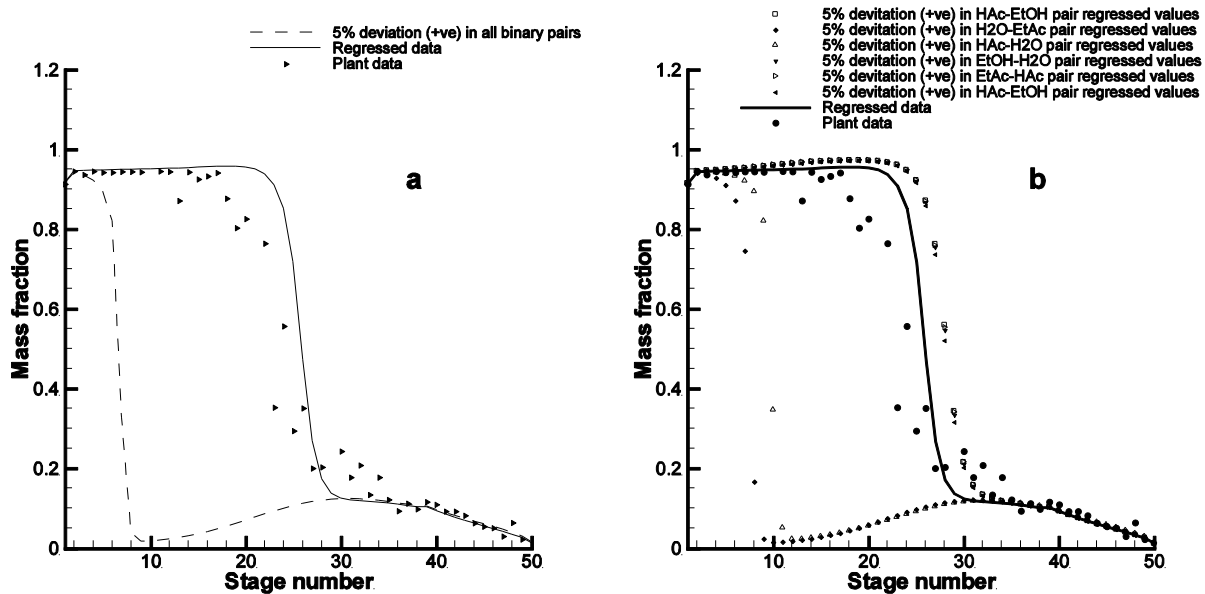 5% deviation (+ve) in all binary pairs
Regressed data
Plant data
a
Mass fraction
1.2
1
0.8
0.6
0.4
0.2
0
10
20
30
40
50
Stage number
5% devitation (+ve) in HAc-EtOH pair regressed values
5% devitation (+ve) in H2O-EtAc pair regressed values
5% devitation (+ve) in HAc-H2O pair regressed values
5% devitation (+ve) in EtOH-H2O pair regressed values
5% devitation (+ve) in EtAc-HAc pair regressed values
5% devitation (+ve) in HAc-EtOH pair regressed values
Regressed data
Plant data
b
Mass fraction
1.2
1
0.8
0.6
0.4
0.2
0
10
20
30
40
50
Stage number